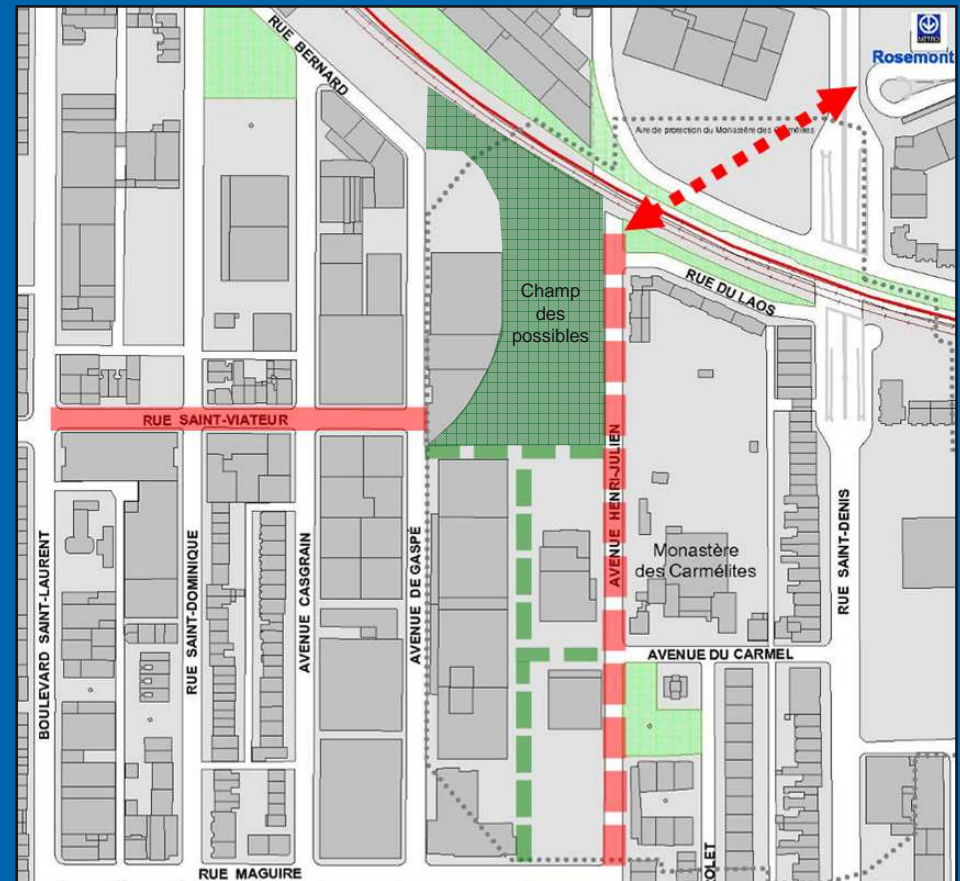 RUE BERNARD
METRO
Rosemont
Aire de protection du Monastère des Carmélites
Champ
des
possibles
RUE DU LAOS
RUE SAINT-VIATEUR
BOULEVARD SAINT-LAURENT
RUE SAINT-DOMINIQUE
AVENUE CASGRAIN
AVENUE DE GASPÉ
AVENUE HENRI-JULIEN
Monastère
des Carmélites
RUE SAINT-DENIS
AVENUE DU CARMEL
RUE MAGUIRE